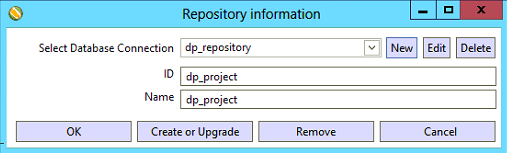 Repository information
Select Database Connection dp_repository New Edit Delete
ID dp_project
Name dp_project
OK Create or Upgrade Remove Cancel